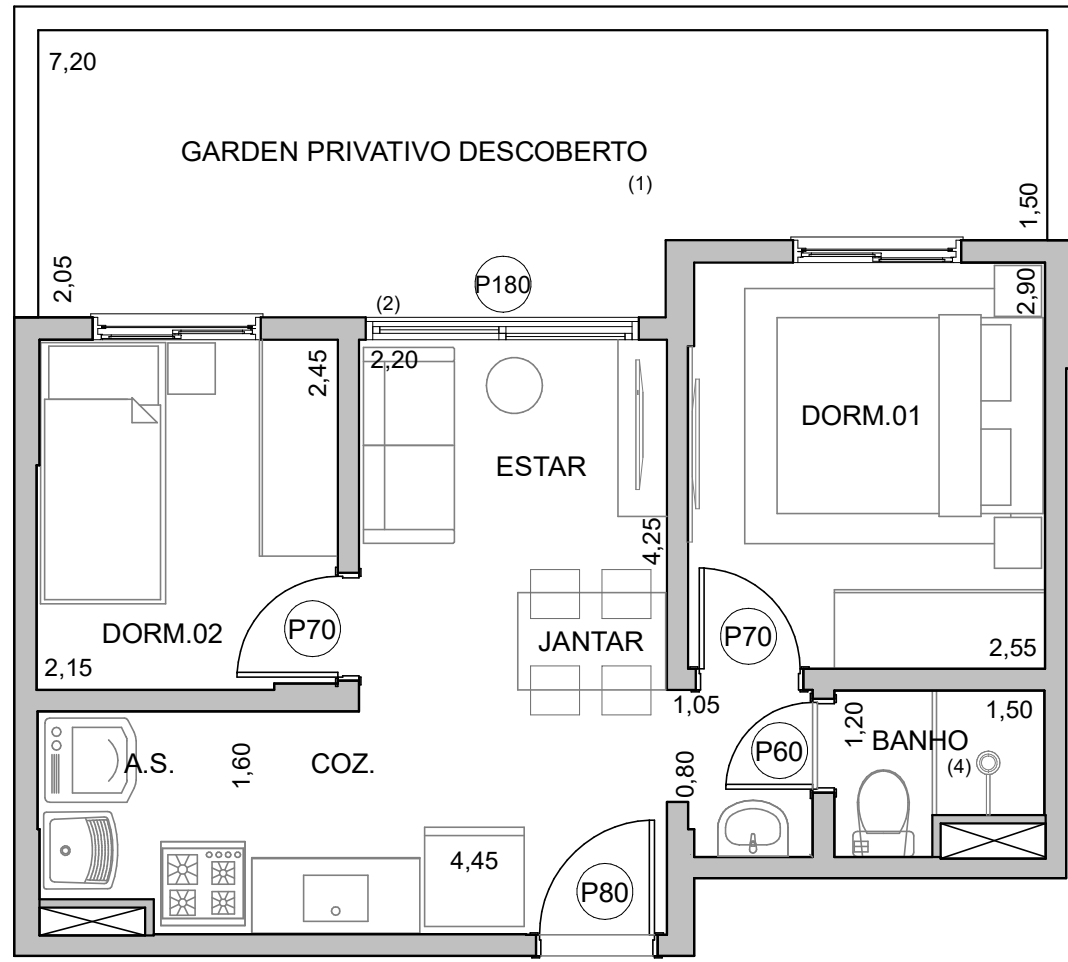 7,20
GARDEN PRIVATIVO DESCOBERTO
(1)
1,50
2,05
(2)
P180
2,90
2,20
2,45
DORM.01
ESTAR
4,25
DORM.02
P70
JANTAR
P70
2,15
2,55
1,05
1,50
1,20
A.S.
1,60
COZ.
0,80
P60
BANHO
(4)
4,45
P80